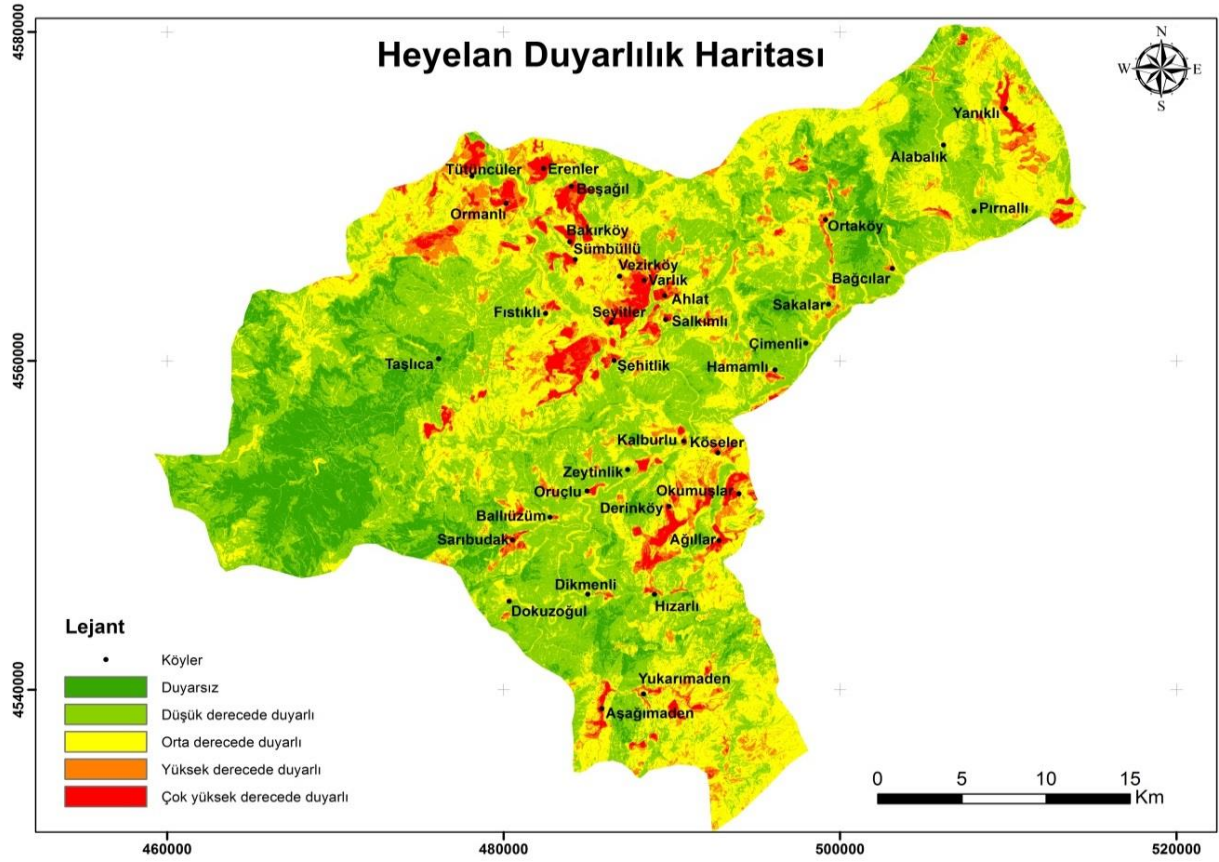 Heyelan Duyarlılık Haritası
N
W E
S
4580000
4560000
4540000
Yanıklı
Alabalık
Pırnallı
Tütüncüler
Erenler
Beşağıl
Ormanlı
Ortaköy
Bakırköy
Sümbüllü
Vezirköy
Bağcılar
Varlık
Ahlat
Sakalar
Fıstıklı
Seyitler
Salkımlı
Çimenli
Taşlıca
Şehitlik
Hamamlı
Kalburlu
Köseler
Zeytinlik
Oruçlu
Okumuşlar
Derinköy
Ballıüzüm
Sarıbudak
Ağıllar
Dikmenli
Dokuzoğul
Hızarlı
Yukarımaden
Aşağımaden
Lejant
Köyler
Duyarsız
Düşük derecede duyarlı
Orta derecede duyarlı
Yüksek derecede duyarlı
Çok yüksek derecede duyarlı
0 5 10 15
Km
460000 480000 500000 520000